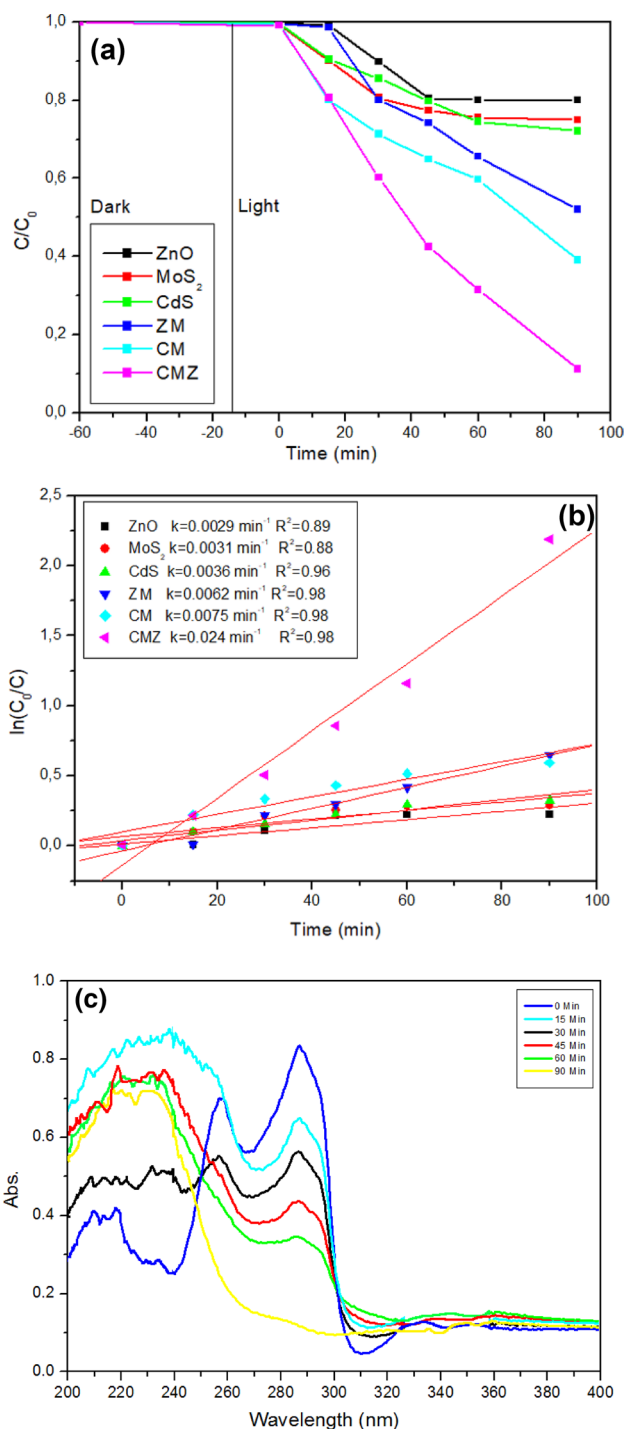 (a)
1,0
0,8
0,6
0,4
0,2
0,0
C/C0
Dark
Light
ZnO
MoS2
CdS
ZM
CM
CMZ
-60 -40 -20 0 20 40 60 80 100
Time (min)
(b)
2,5
2,0
1,5
1,0
0,5
0,0
ln(C0/C)
ZnO k=0.0029 min-1 R2=0.89
MoS2 k=0.0031 min-1 R2=0.88
CdS k=0.0036 min-1 R2=0.96
ZM k=0.0062 min-1 R2=0.98
CM k=0.0075 min-1 R2=0.98
CMZ k=0.024 min-1 R2=0.98
0 20 40 60 80 100
Time (min)
(c)
1.0
0.8
0.6
0.4
0.2
0.0
Abs.
0 Min
15 Min
30 Min
45 Min
60 Min
90 Min
200 220 240 260 280 300 320 340 360 380 400
Wavelength (nm)